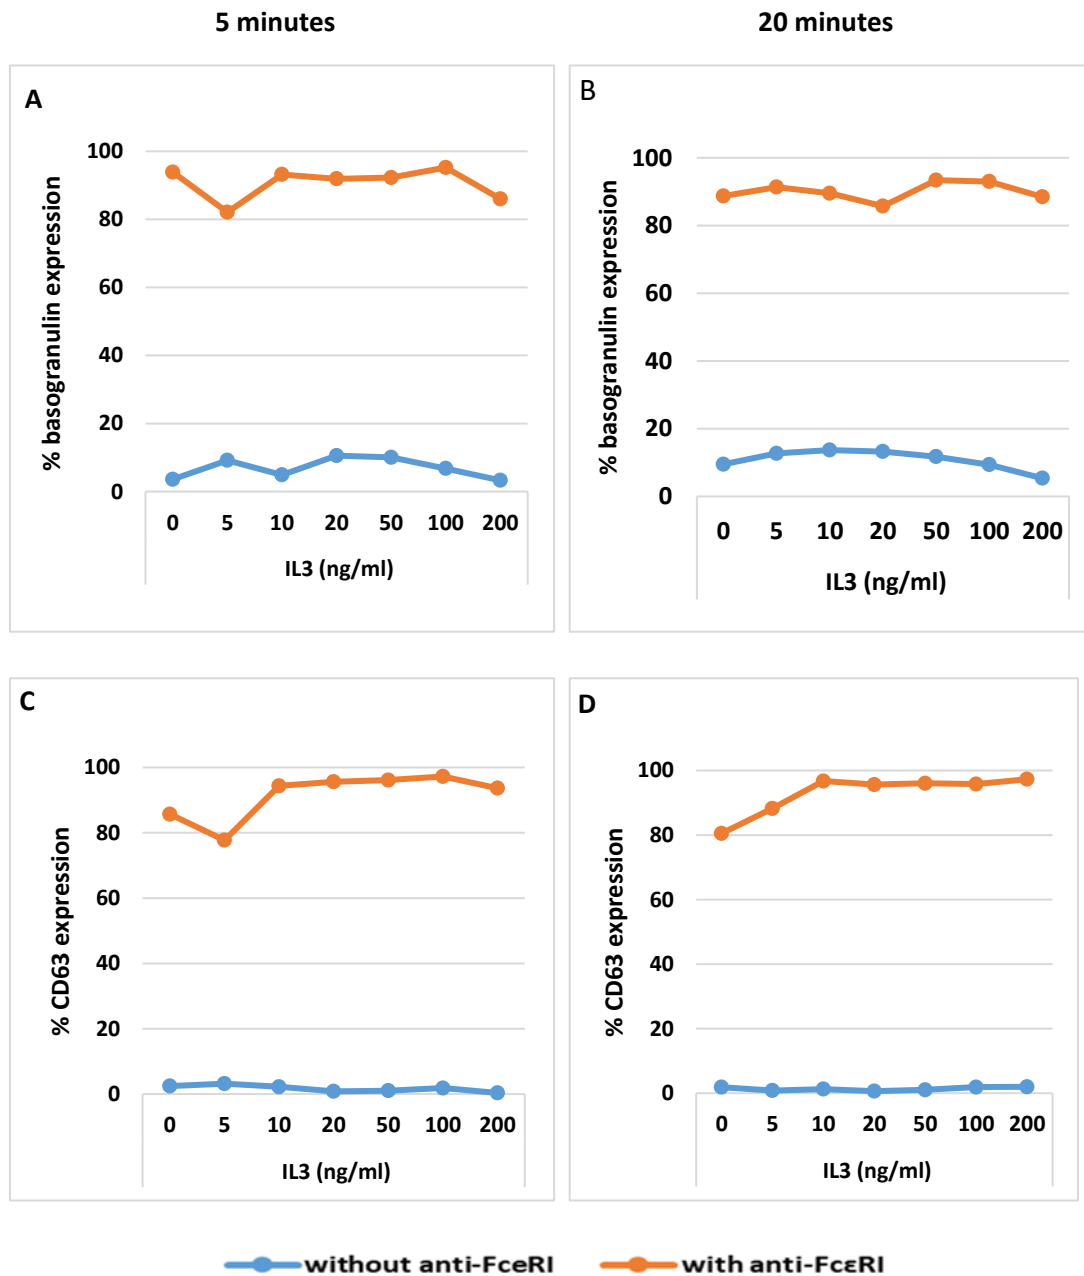 5 minutes
20 minutes
A
% basogranulin expression
100
80
60
40
20
0
0 5 10 20 50 100 200
IL3 (ng/ml)
B
% basogranulin expression
100
80
60
40
20
0
0 5 10 20 50 100 200
IL3 (ng/ml)
C
% CD63 expression
100
80
60
40
20
0
0 5 10 20 50 100 200
IL3 (ng/ml)
D
% CD63 expression
100
80
60
40
20
0
0 5 10 20 50 100 200
IL3 (ng/ml)
without anti-FceRI
with anti-FcεRI